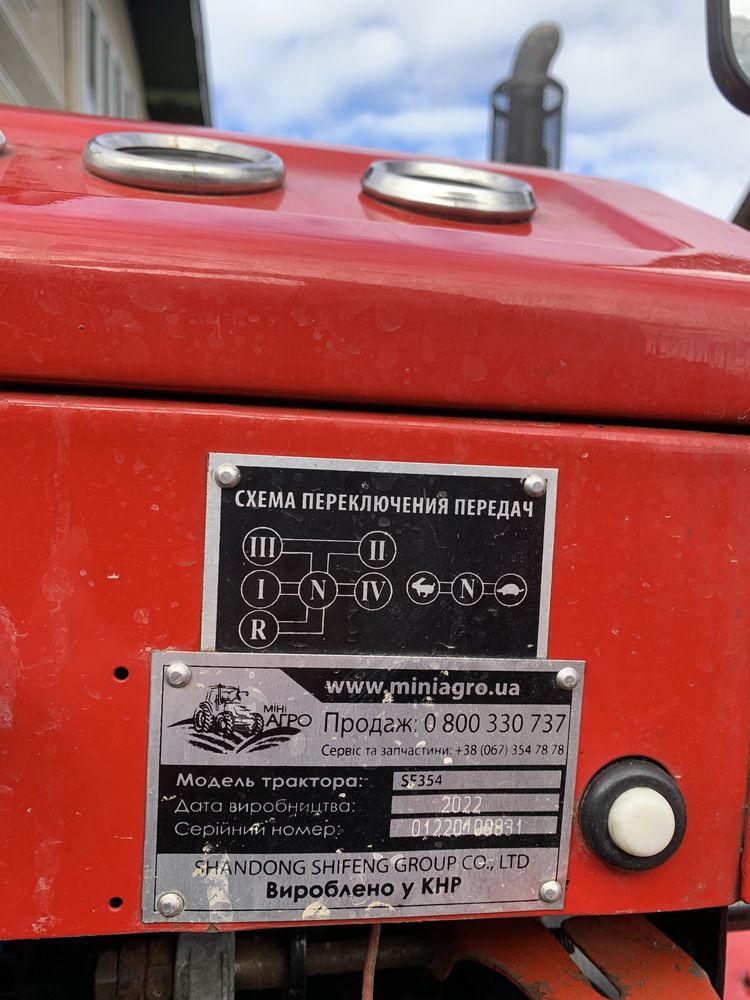 СХЕМА ПЕРЕКЛЮЧЕНИЯ ПЕРЕДАЧ
III II
I N IV N
R
www.miniagro.ua
міні АГРО
Продаж: 0 800 330 737
Сервіс та запчастини: +38 (067) 354 78 78
Модель трактора: SF354
Дата виробництва: 2022
Серійний номер:
SHANDONG SHIFENG GROUP CO., LTD
Вироблено у КНР